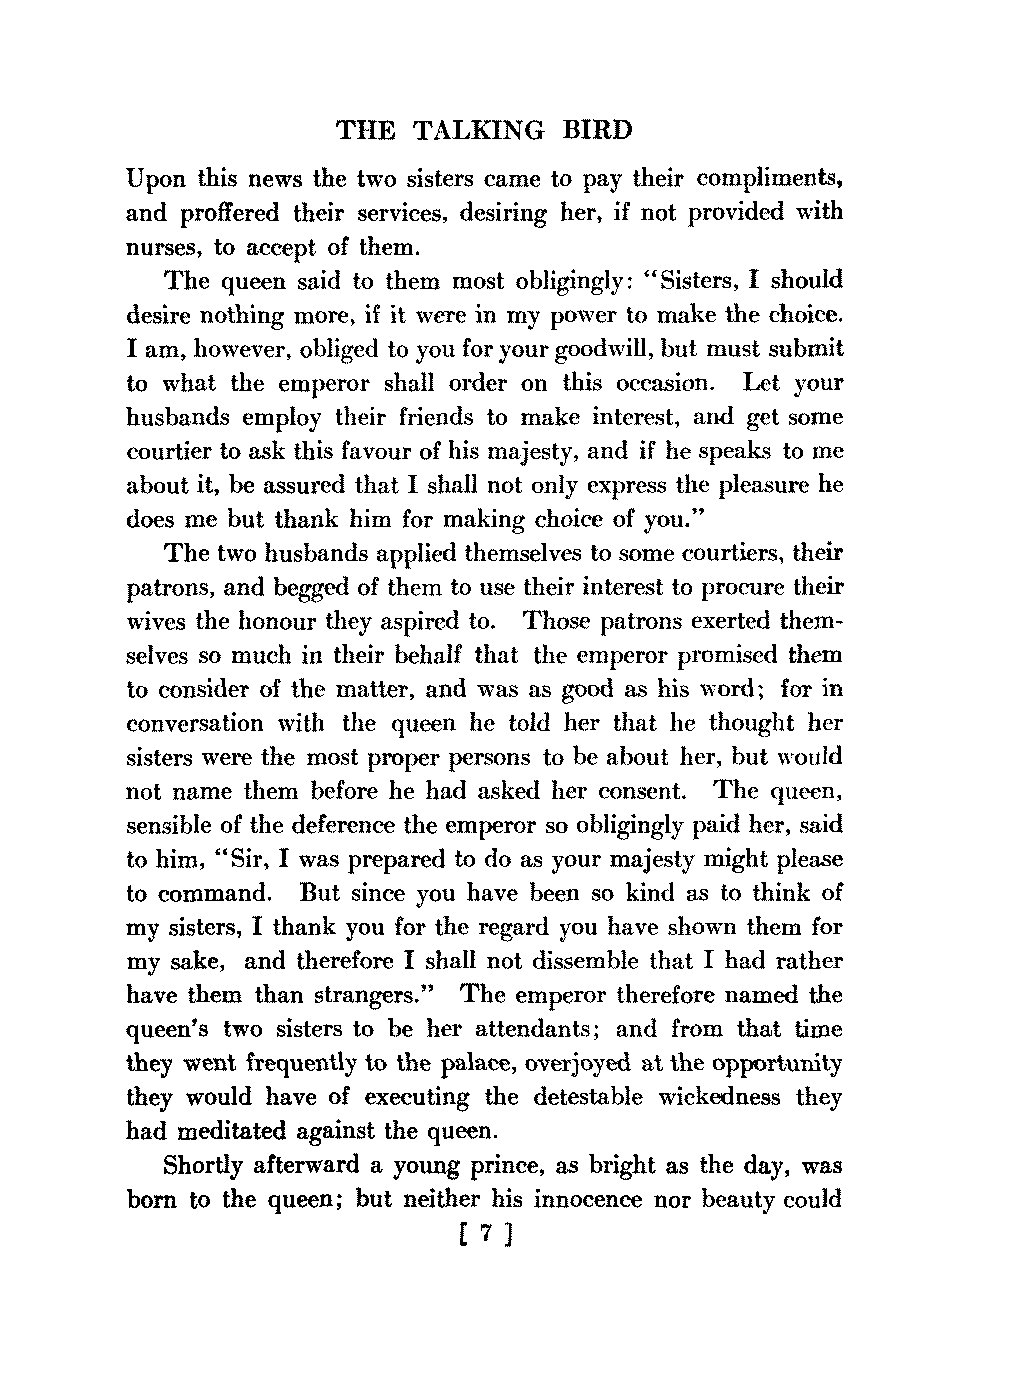 THE TALKING BIRD
Upon this news the two sisters came to pay their compliments,
and proffered their services, desiring her, if not provided with
nurses, to accept of them.
The queen said to them most obligingly: "Sisters, I should
desire nothing more, if it were in my power to make the choice.
I am, however, obliged to you for your goodwill, but must submit
to what the emperor shall order on this occasion. Let your
husbands employ their friends to make interest, and get some
courtier to ask this favour of his majesty, and if he speaks to me
about it, be assured that I shall not only express the pleasure he
does me but thank him for making choice of you."
The two husbands applied themselves to some courtiers, their
patrons, and begged of them to use their interest to procure their
wives the honour they aspired to. Those patrons exerted them-
selves so much in their behalf that the emperor promised them
to consider of the matter, and was as good as his word; for in
conversation with the queen he told her that he thought her
sisters were the most proper persons to be about her, but would
not name them before he had asked her consent. The queen,
sensible of the deference the emperor so obligingly paid her, said
to him, "Sir, I was prepared to do as your majesty might please
to command. But since you have been so kind as to think of
my sisters, I thank you for the regard you have shown them for
my sake, and therefore I shall not dissemble that I had rather
have them than strangers." The emperor therefore named the
queen's two sisters to be her attendants; and from that time
they went frequently to the palace, overjoyed at the opportunity
they would have of executing the detestable wickedness they
had meditated against the queen.
Shortly afterward a young prince, as bright as the day, was
born to the queen; but neither his innocence nor beauty could
[ 7 ]